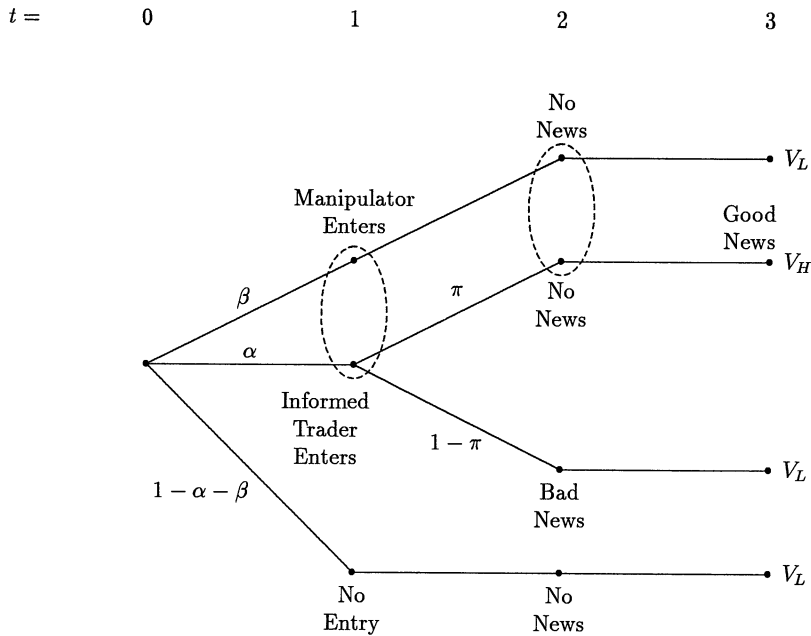 t = 0 1 2 3
No
News
V_L
Manipulator
Enters
Good
News
V_H
β
π
No
News
α
Informed
Trader
Enters
1 − π
V_L
1 − α − β
Bad
News
V_L
No
Entry
No
News